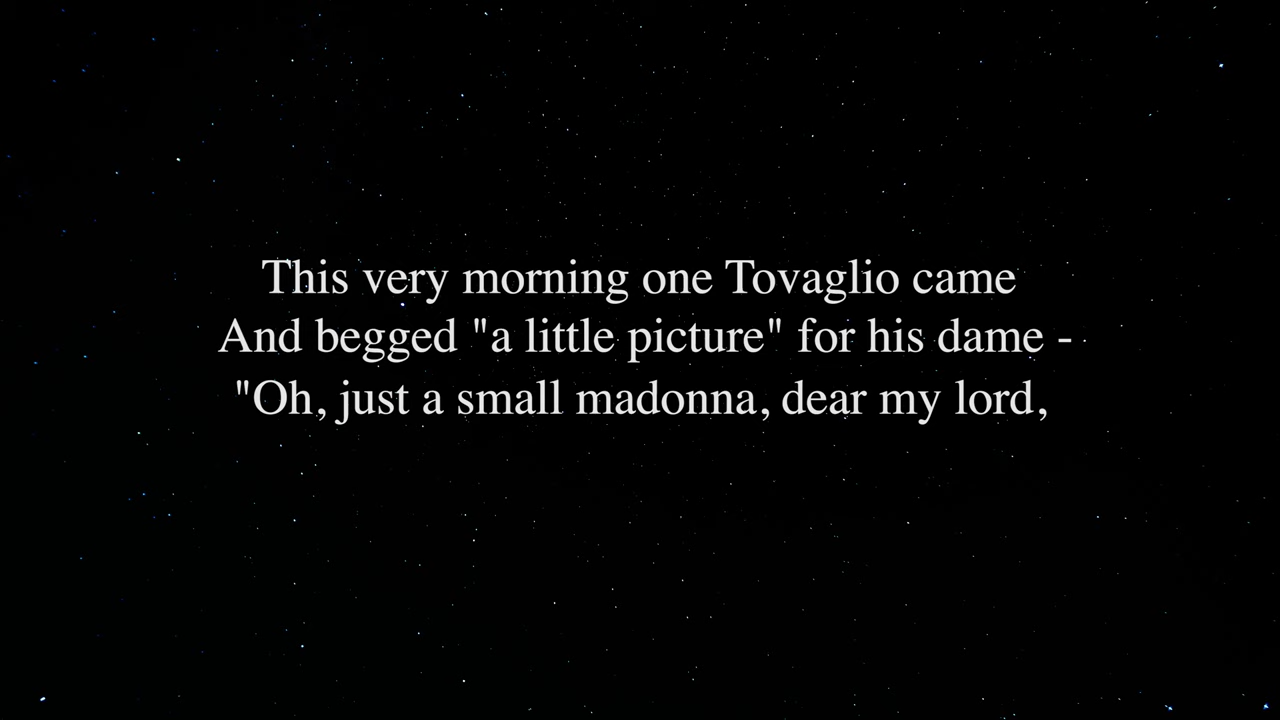 This very morning one Tovaglio came
And begged "a little picture" for his dame -
"Oh, just a small madonna, dear my lord,